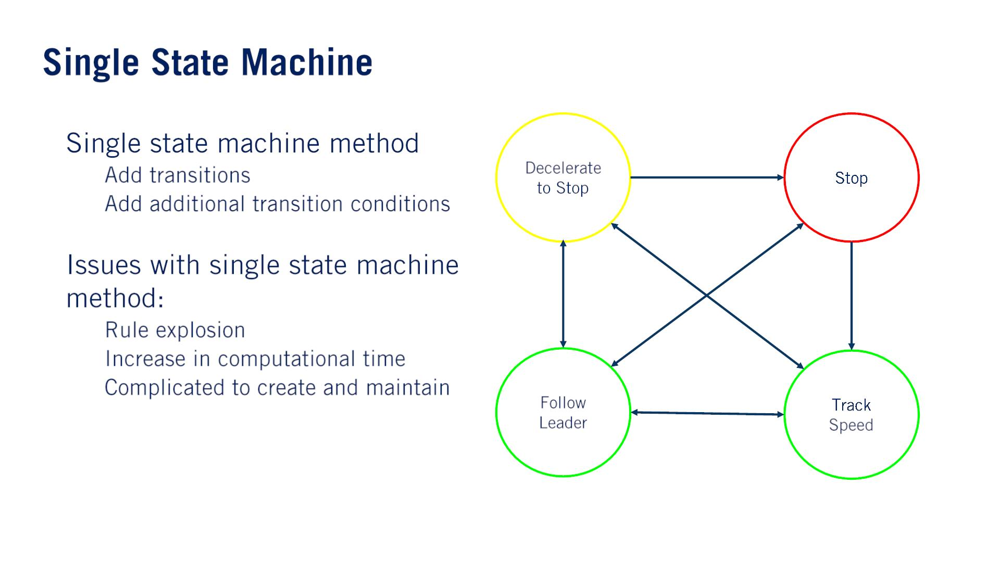 Single State Machine
Single state machine method
Add transitions
Add additional transition conditions
Issues with single state machine
method:
Rule explosion
Increase in computational time
Complicated to create and maintain
Decelerate
to Stop
Stop
Follow
Leader
Track
Speed